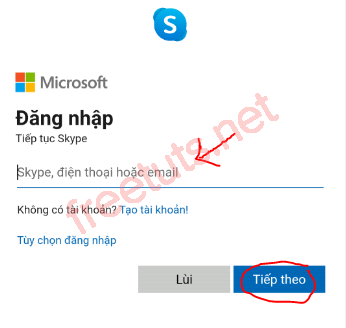 S
Microsoft
Đăng nhập
Tiếp tục Skype
Skype, điện thoại hoặc email
Không có tài khoản? Tạo tài khoản!
Tùy chọn đăng nhập
Lùi
Tiếp theo
freetuts.net